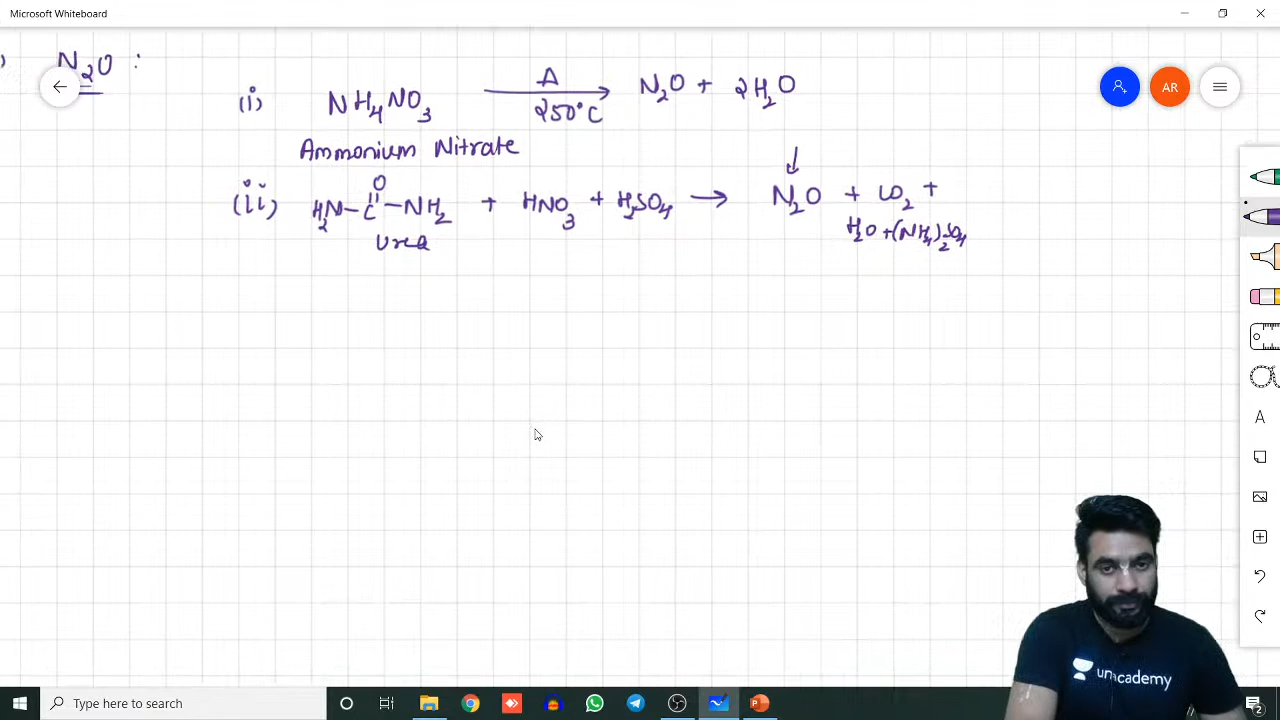 Microsoft Whiteboard
N₂O :
(i) NH₄NO₃ —Δ→ 250°C N₂O + 2H₂O
Ammonium Nitrate
AR
O
(ii) H₂N–C–NH₂ + HNO₃ + H₂SO₄ → N₂O + CO₂ +
H₂O + (NH₄)₂SO₄
Urea
A
unacademy
Type here to search
2